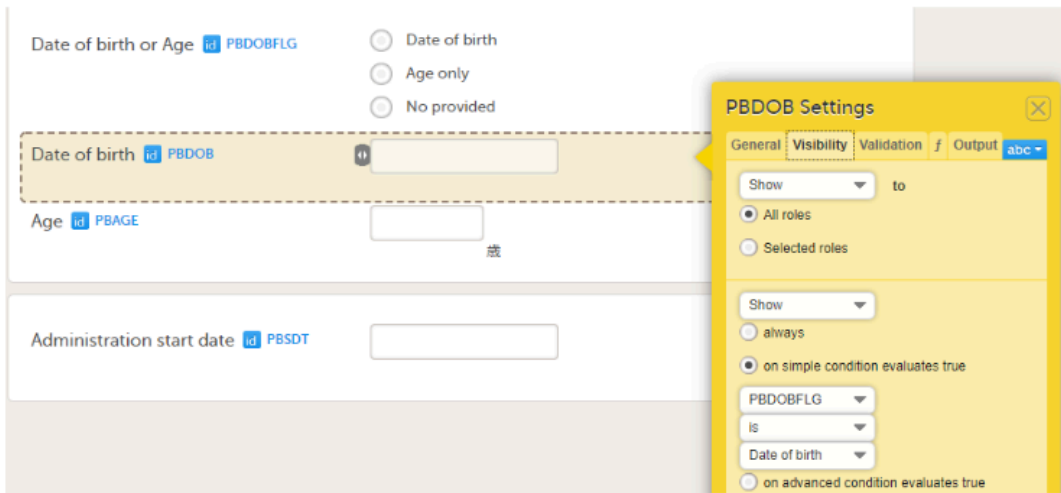 Date of birth or Age id PBDOBFLG
Date of birth
Age only
No provided
Date of birth id PBDOB
Age id PBAGE
歳
Administration start date id PBSDT
PBDOB Settings
General Visibility Validation f Output abc
Show to
All roles
Selected roles
Show
always
on simple condition evaluates true
PBDOBFLG
is
Date of birth
on advanced condition evaluates true